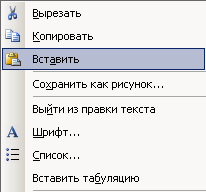 Вырезать
Копировать
Вставить
Сохранить как рисунок...
Выйти из правки текста
Шрифт...
Список...
Вставить табуляцию